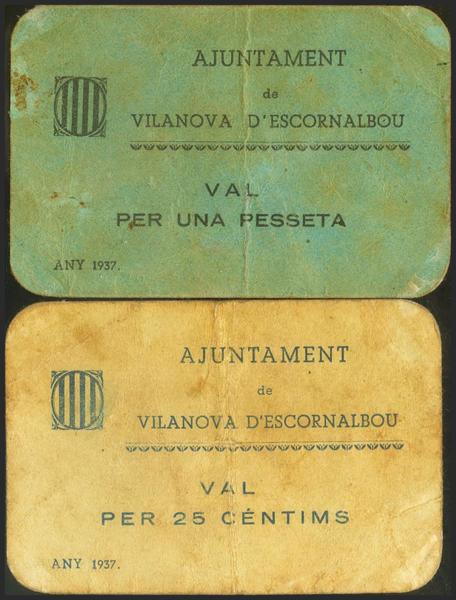 AJUNTAMENT
de
VILANOVA D'ESCORNALBOU
VAL
PER UNA PESSETA
ANY 1937.
AJUNTAMENT
de
VILANOVA D'ESCORNALBOU
VAL
PER 25 CÉNTIMS
ANY 1937.